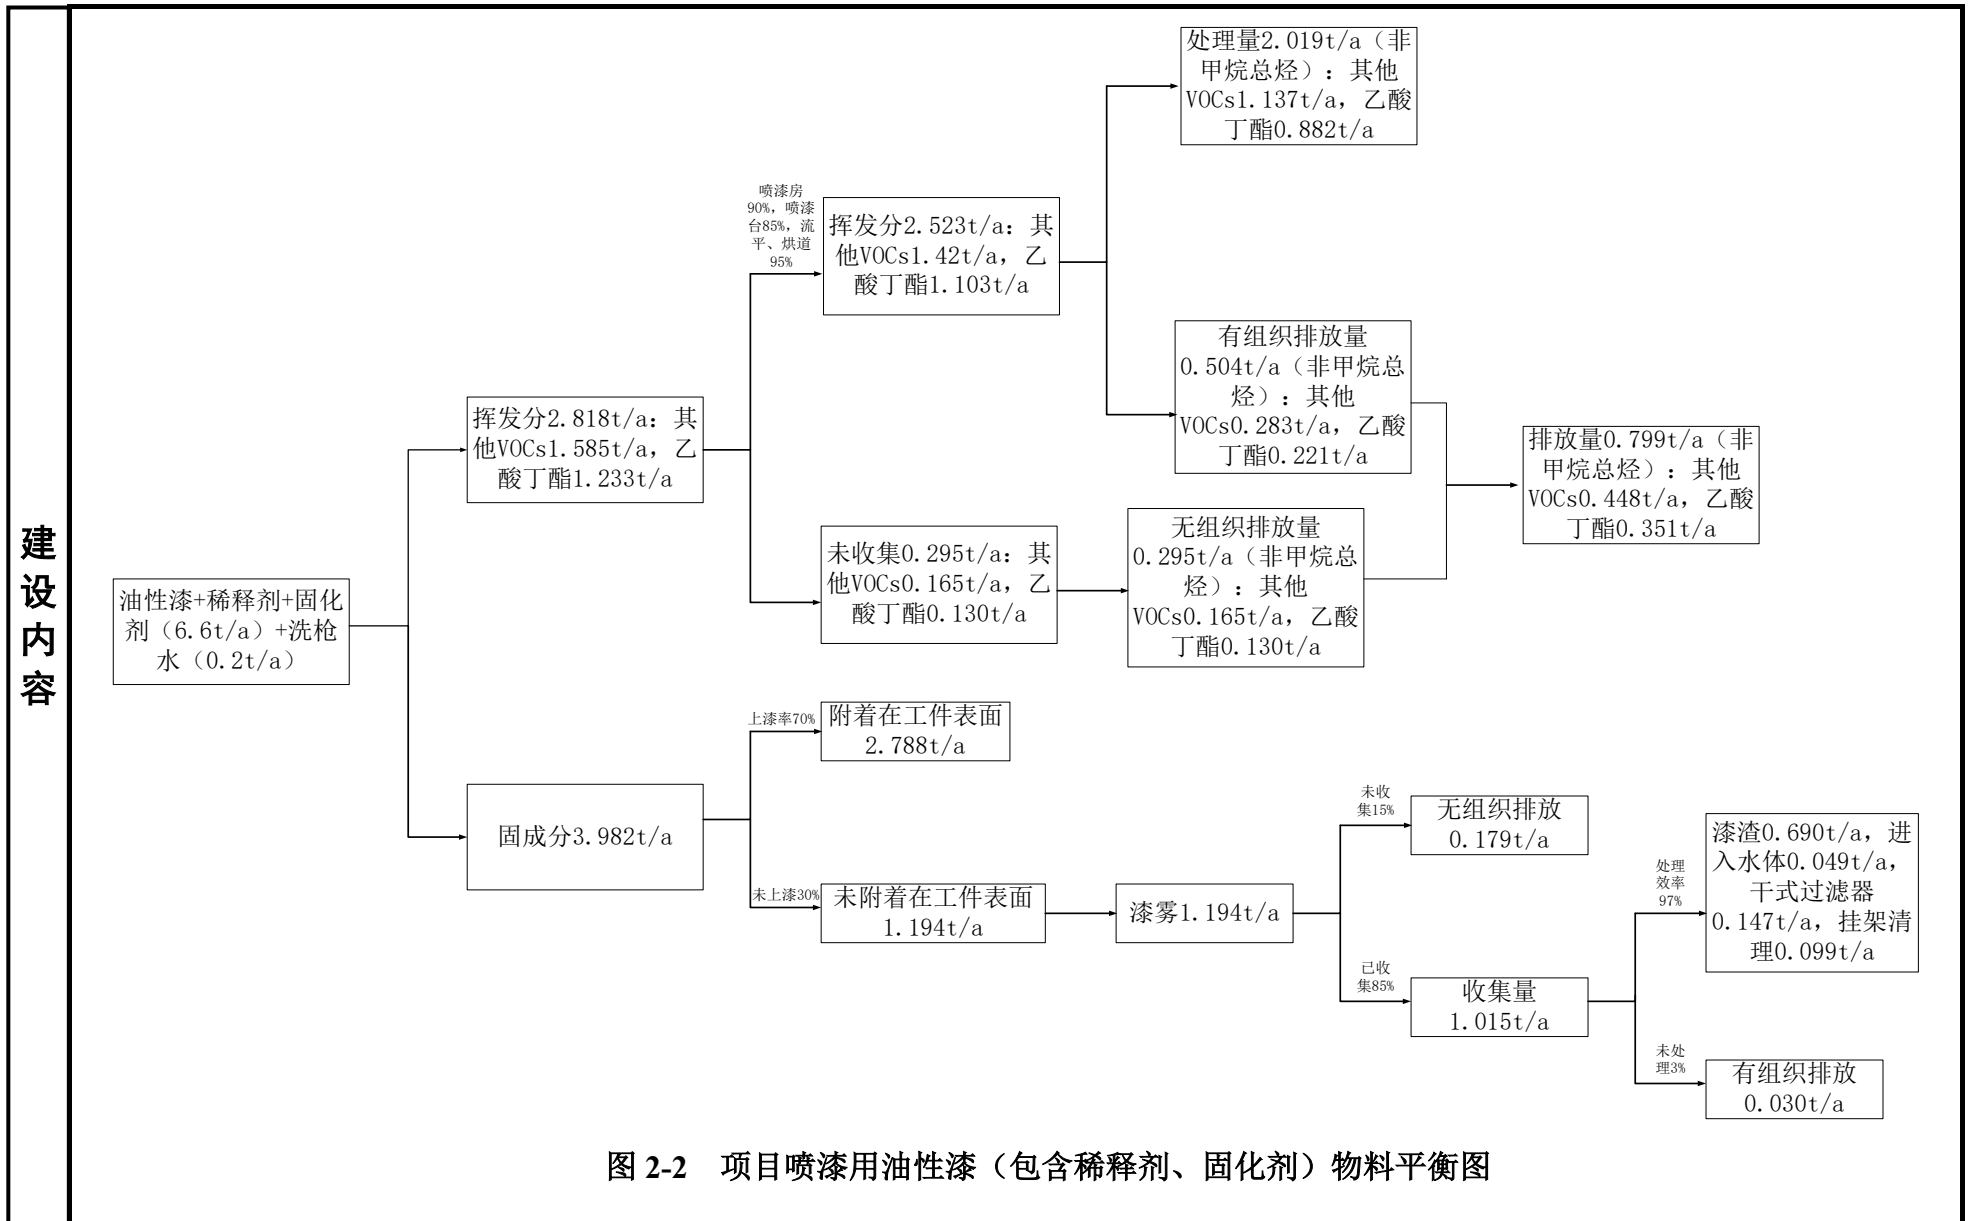 建
设
内
容
油性漆+稀释剂+固化
剂（6.6t/a）+洗枪
水（0.2t/a）
挥发分2.818t/a：其
他VOCs1.585t/a，乙
酸丁酯1.233t/a
喷漆房
90%，喷漆
台85%，流
平、烘道
95%
挥发分2.523t/a：其
他VOCs1.42t/a，乙
酸丁酯1.103t/a
处理量2.019t/a（非
甲烷总烃）：其他
VOCs1.137t/a，乙酸
丁酯0.882t/a
有组织排放量
0.504t/a（非甲烷总
烃）：其他
VOCs0.283t/a，乙酸
丁酯0.221t/a
未收集0.295t/a：其
他VOCs0.165t/a，乙
酸丁酯0.130t/a
无组织排放量
0.295t/a（非甲烷总
烃）：其他
VOCs0.165t/a，乙酸
丁酯0.130t/a
排放量0.799t/a（非
甲烷总烃）：其他
VOCs0.448t/a，乙酸
丁酯0.351t/a
固成分3.982t/a
上漆率70%
附着在工件表面
2.788t/a
未上漆30%
未附着在工件表面
1.194t/a
漆雾1.194t/a
未收
集15%
无组织排放
0.179t/a
已收
集85%
收集量
1.015t/a
处理
效率
97%
漆渣0.690t/a，进
入水体0.049t/a，
干式过滤器
0.147t/a，挂架清
理0.099t/a
未处
理3%
有组织排放
0.030t/a
图 2-2 项目喷漆用油性漆（包含稀释剂、固化剂）物料平衡图